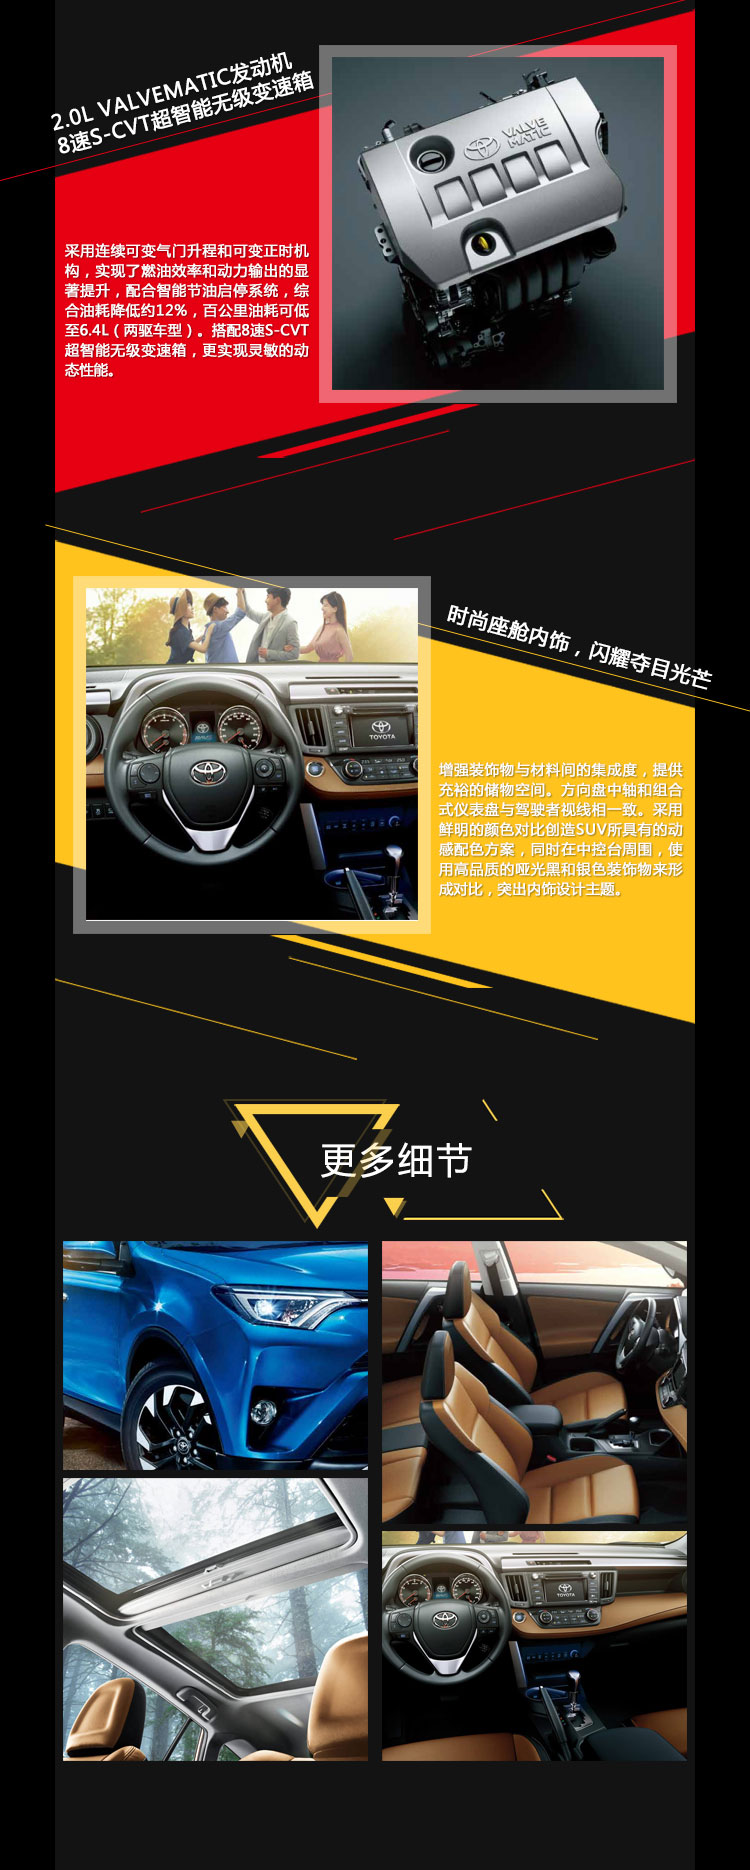 2.0L VALVEMATIC发动机
8速S-CVT超智能无级变速箱
VALVE
MATIC
采用连续可变气门升程和可变正时机
构，实现了燃油效率和动力输出的显
著提升，配合智能节油启停系统，综
合油耗降低约12%，百公里油耗可低
至6.4L（两驱车型）。搭配8速S-CVT
超智能无级变速箱，更实现灵敏的动
态性能。
时尚座舱内饰，闪耀夺目光芒
TOYOTA
增强装饰物与材料间的集成度，提供
充裕的储物空间。方向盘中轴和组合
式仪表盘与驾驶者视线相一致。采用
鲜明的颜色对比创造SUV所具有的动
感配色方案，同时在中控台周围，使
用高品质的哑光黑和银色装饰物来形
成对比，突出内饰设计主题。
更多细节
TOYOTA